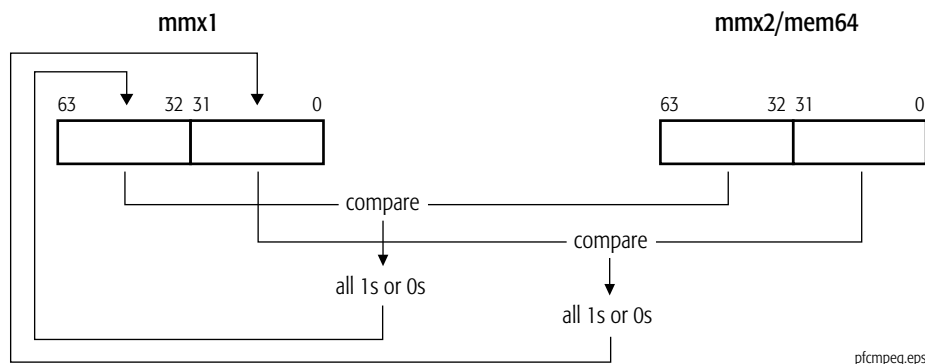 mmx1 mmx2/mem64
63 32 31 0 63 32 31 0
compare
compare
all 1s or 0s
all 1s or 0s
pfcmpeq.eps